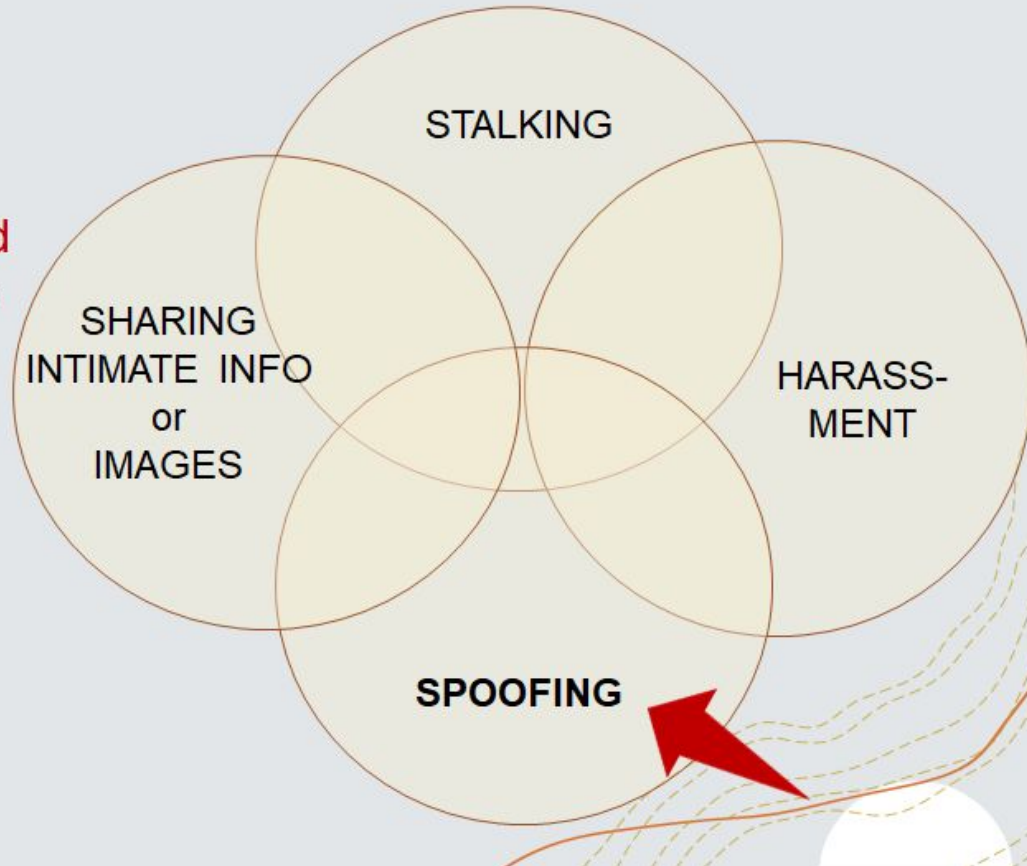 STALKING
SHARING
INTIMATE INFO
or
IMAGES
HARASS-
MENT
SPOOFING